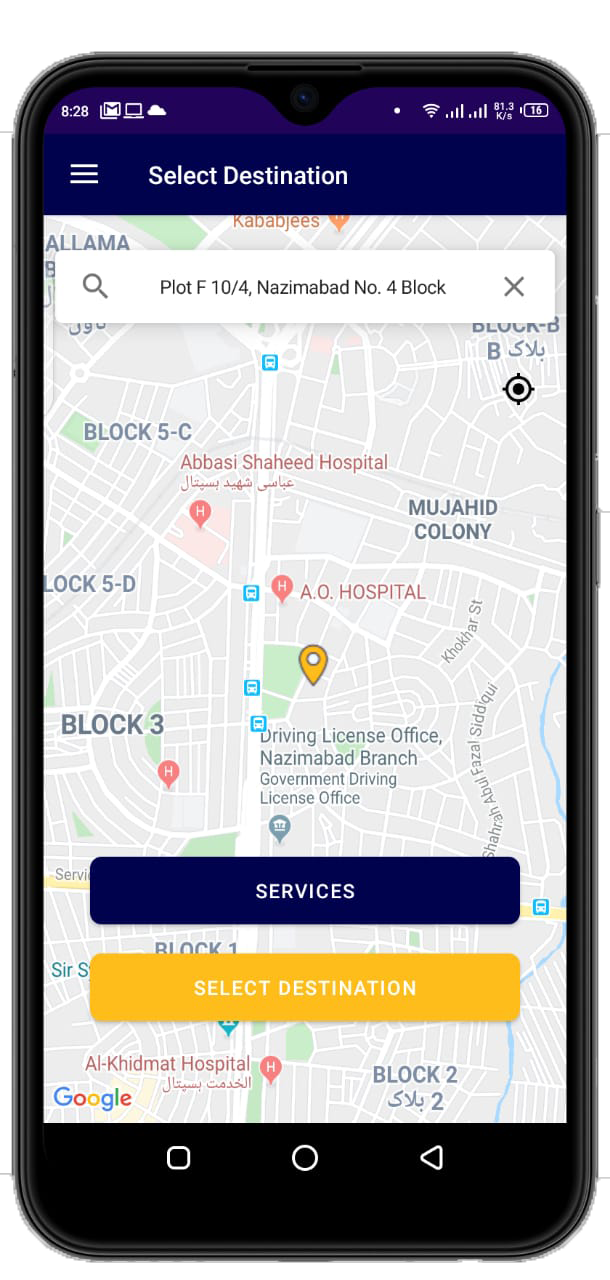 8:28
81.3
K/s
16
Select Destination
Kababjees
ALLAMA
Plot F 10/4, Nazimabad No. 4 Block
ٹاؤن
BLOCK-B
بلاک B
BLOCK 5-C
Abbasi Shaheed Hospital
عباسی شهید ہسپتال
MUJAHID
COLONY
LOCK 5-D
H
A.O. HOSPITAL
Khokhar St
BLOCK 3
Shahrah Abul Fazal Siddiqui
Driving License Office,
Nazimabad Branch
Government Driving
License Office
H
Servi
SERVICES
BLOCK 1
Sir Sy
SELECT DESTINATION
Al-Khidmat Hospital
الخدمت ہسپتال
H
BLOCK 2
بلاک 2
Google